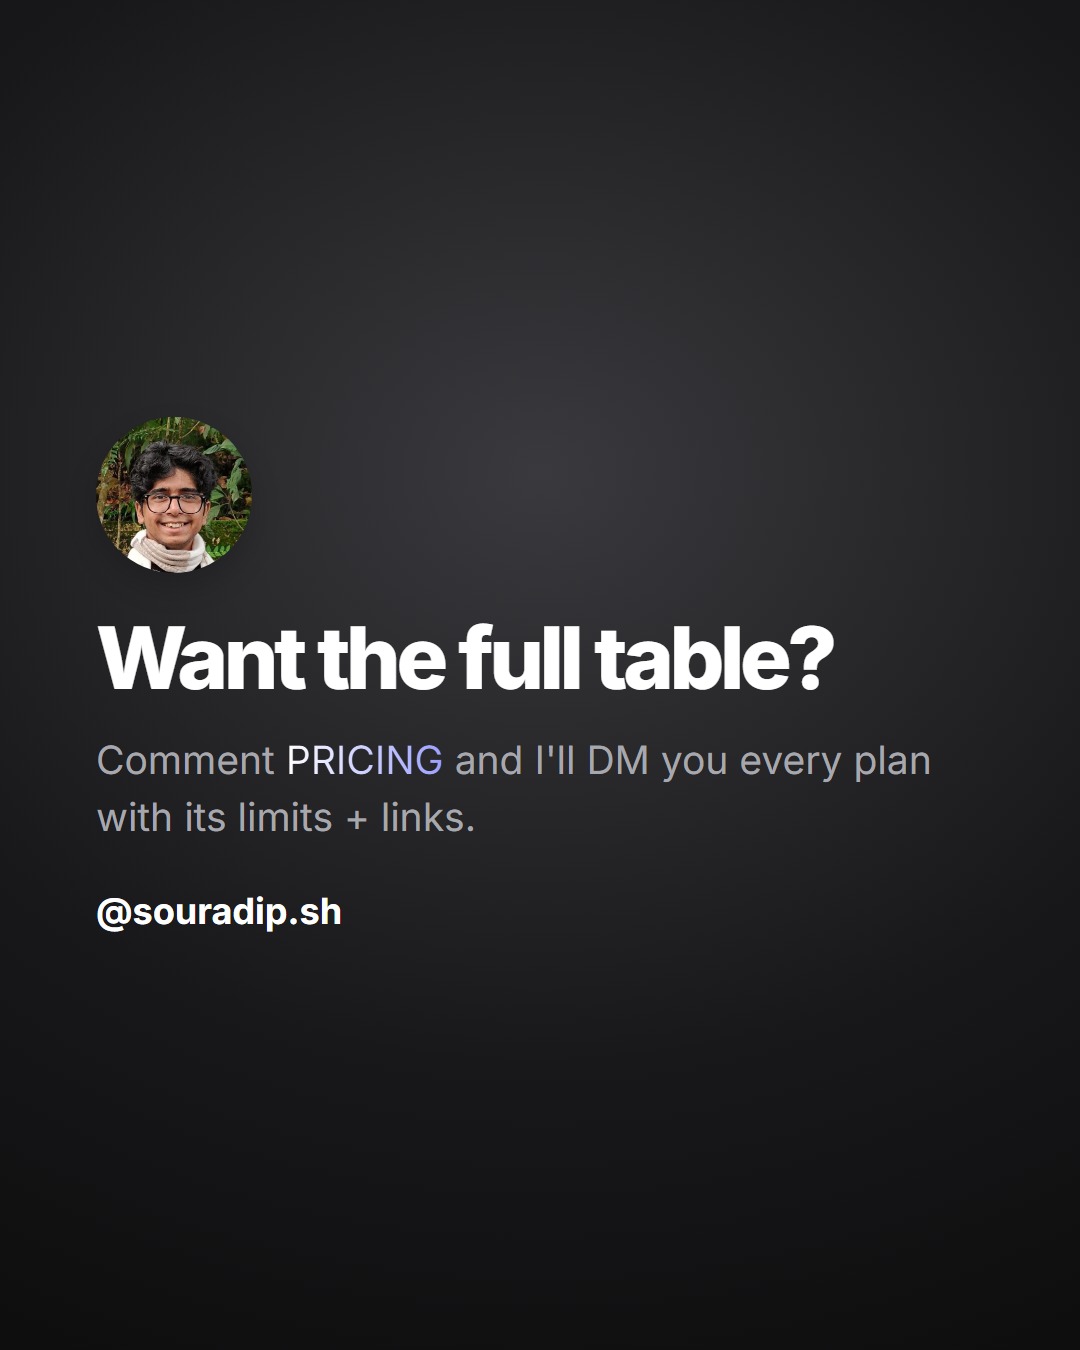 Want the full table?
Comment PRICING and I'll DM you every plan
with its limits + links.
@souradip.sh